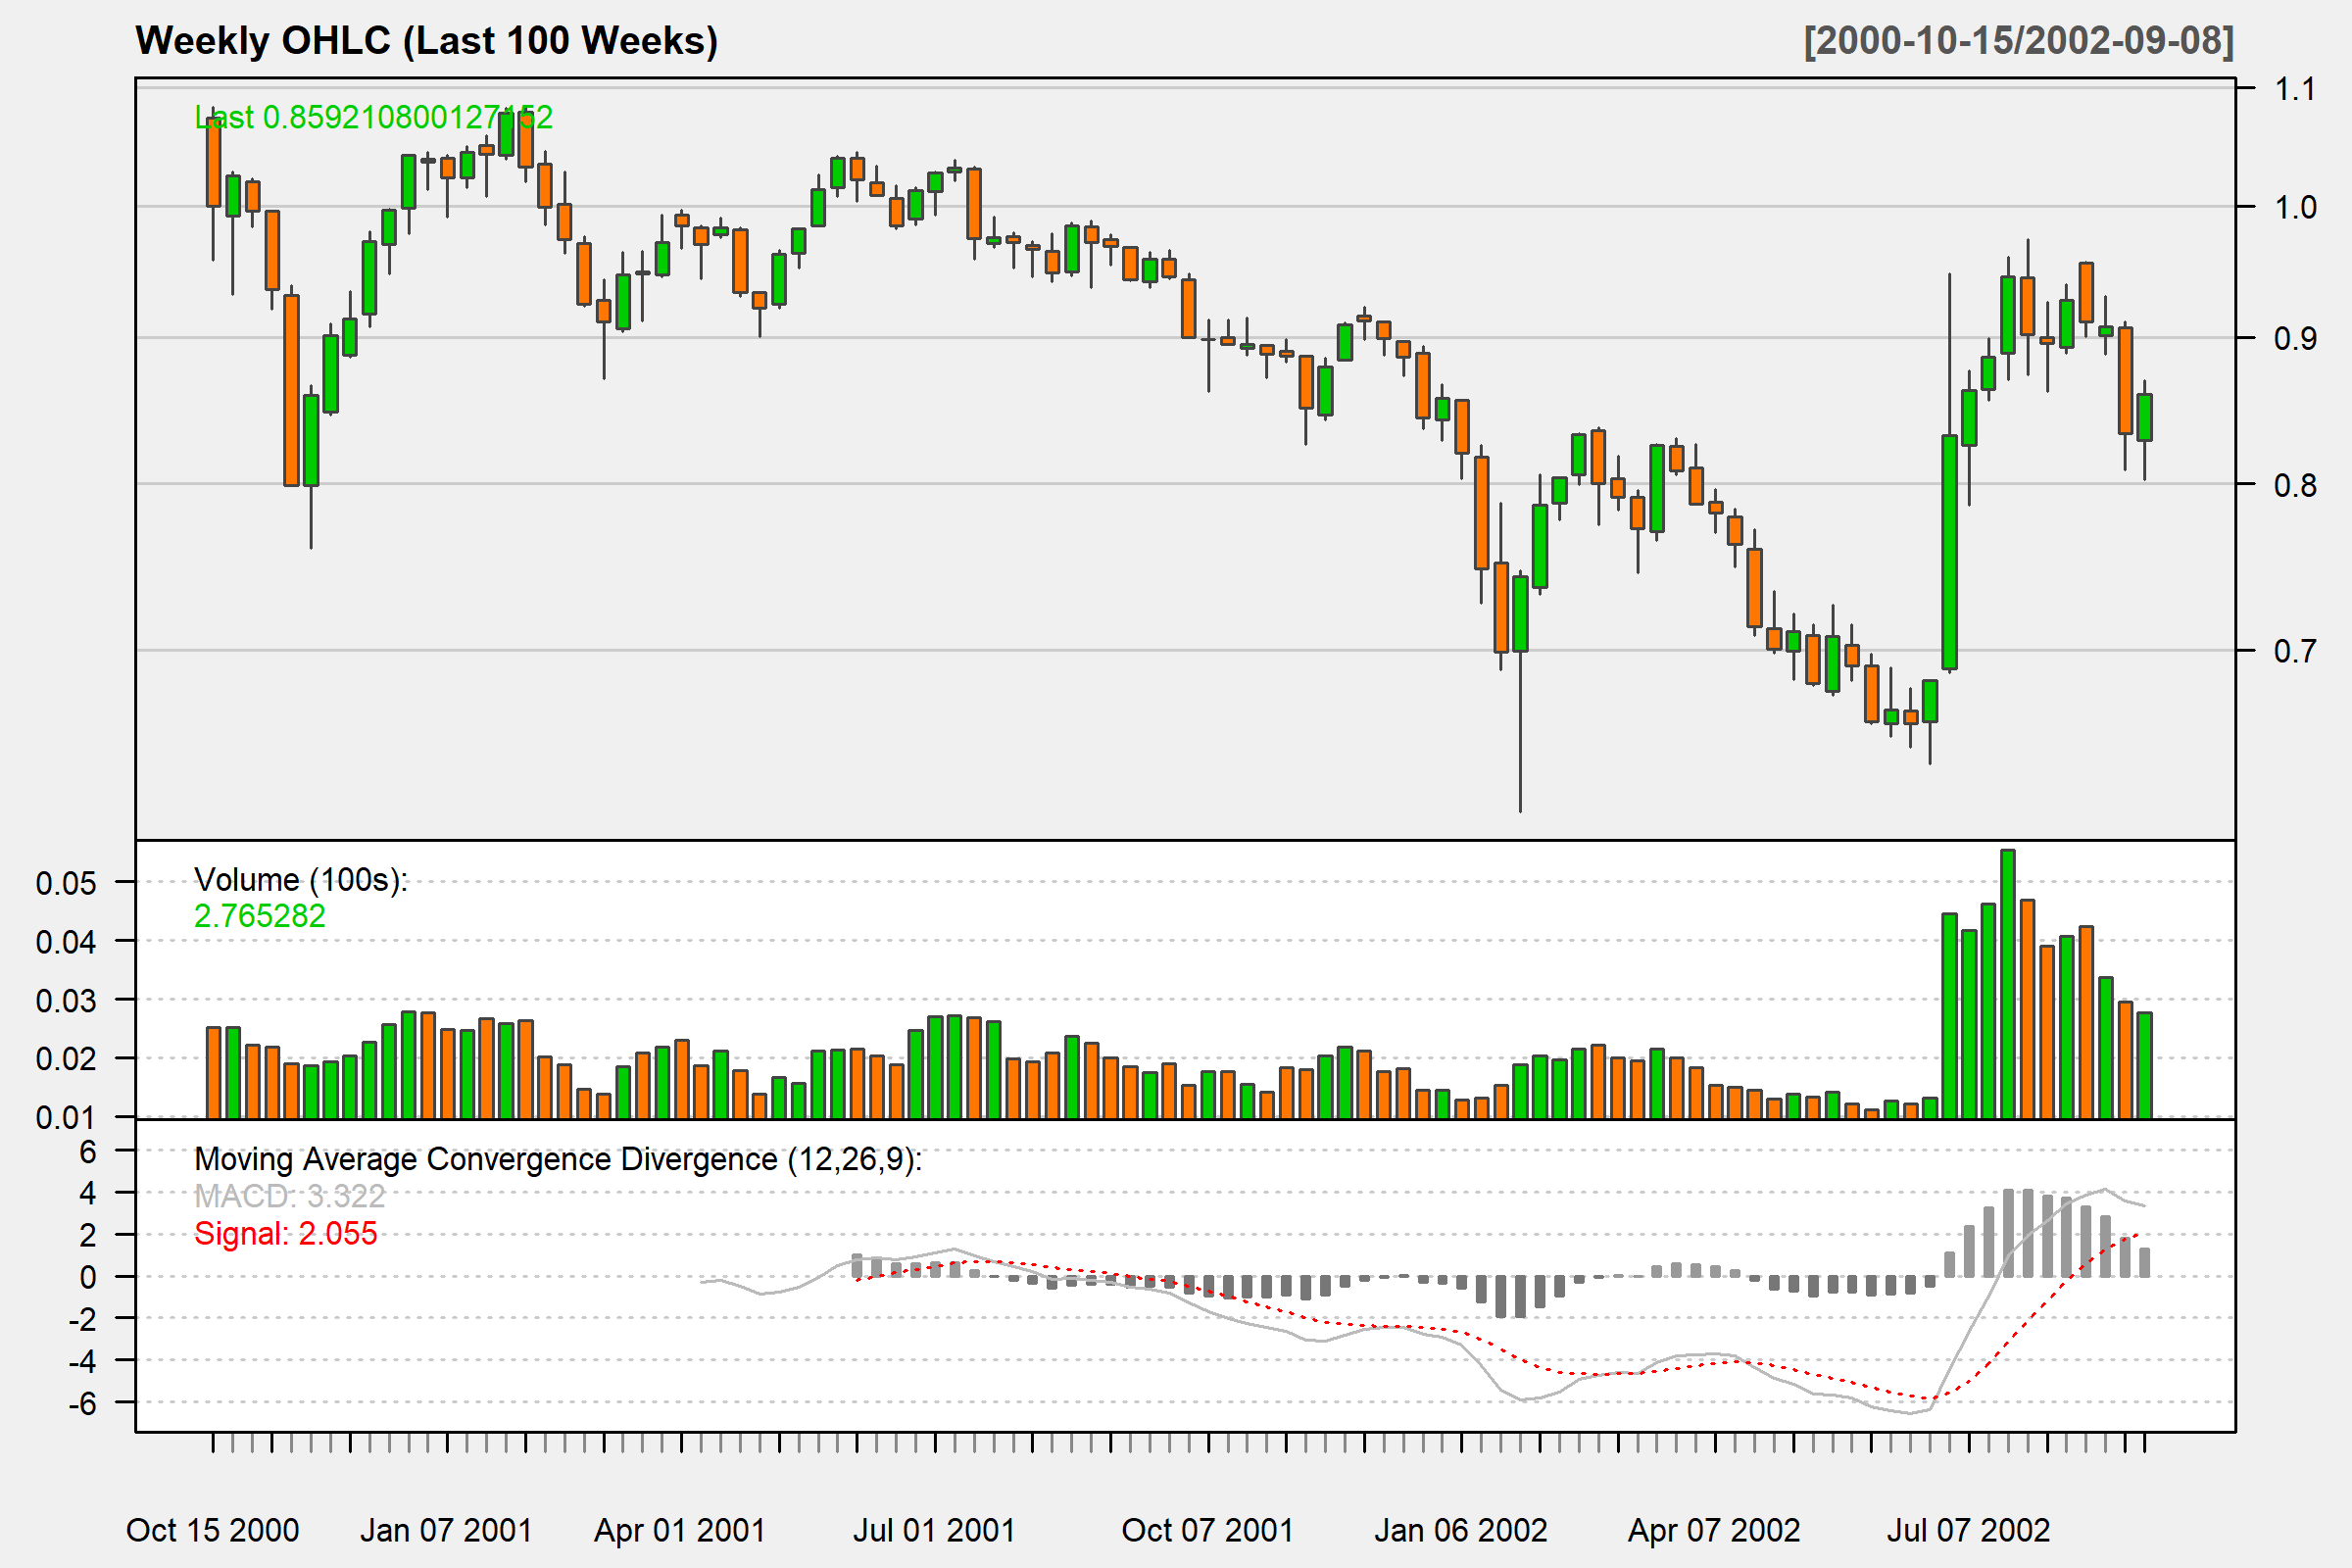 Weekly OHLC (Last 100 Weeks) [2000-10-15/2002-09-08]
Last 0.859210800127152
1.1
1.0
0.9
0.8
0.7
Volume (100s):
2.765282
0.05
0.04
0.03
0.02
0.01
Moving Average Convergence Divergence (12,26,9):
MACD: 3.322
Signal: 2.055
6
4
2
0
-2
-4
-6
Oct 15 2000 Jan 07 2001 Apr 01 2001 Jul 01 2001 Oct 07 2001 Jan 06 2002 Apr 07 2002 Jul 07 2002